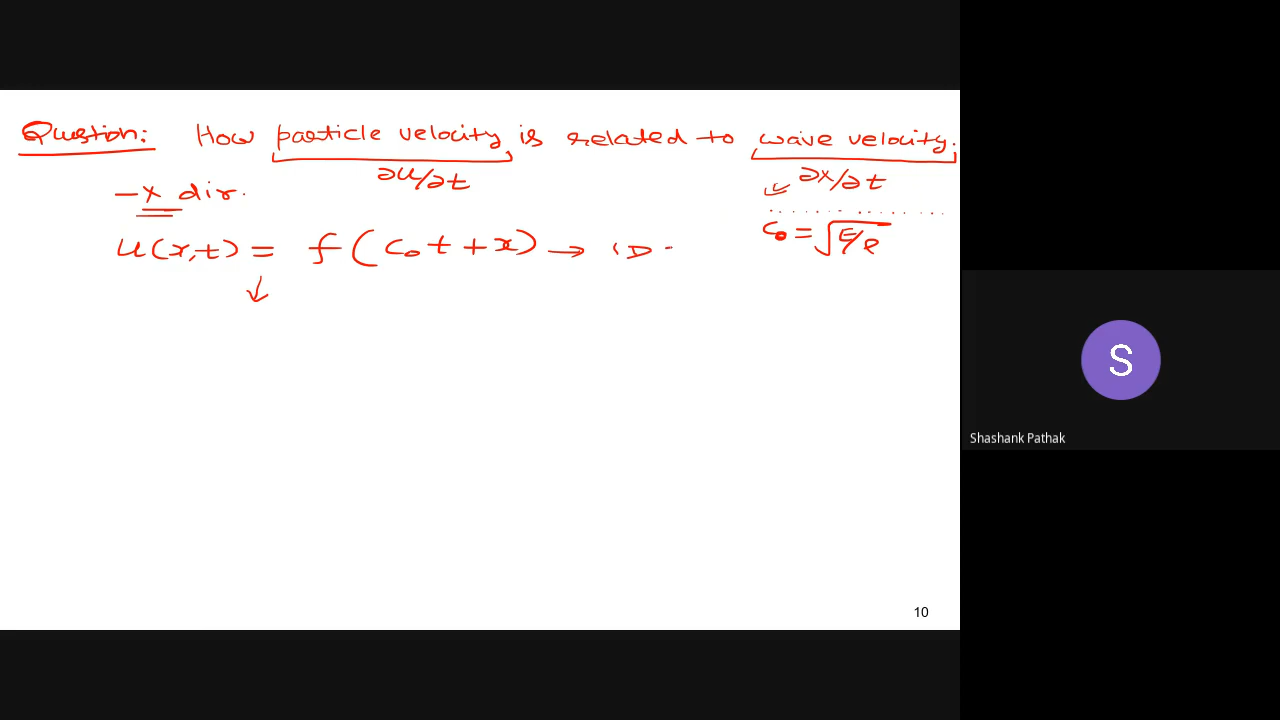 Question: How particle velocity is related to wave velocity.
∂u/∂t ∂x/∂t
-x dir.
u(x,t) = f(c₀t + x) → 1D - c₀ = √E/ρ
↓
10
S
Shashank Pathak